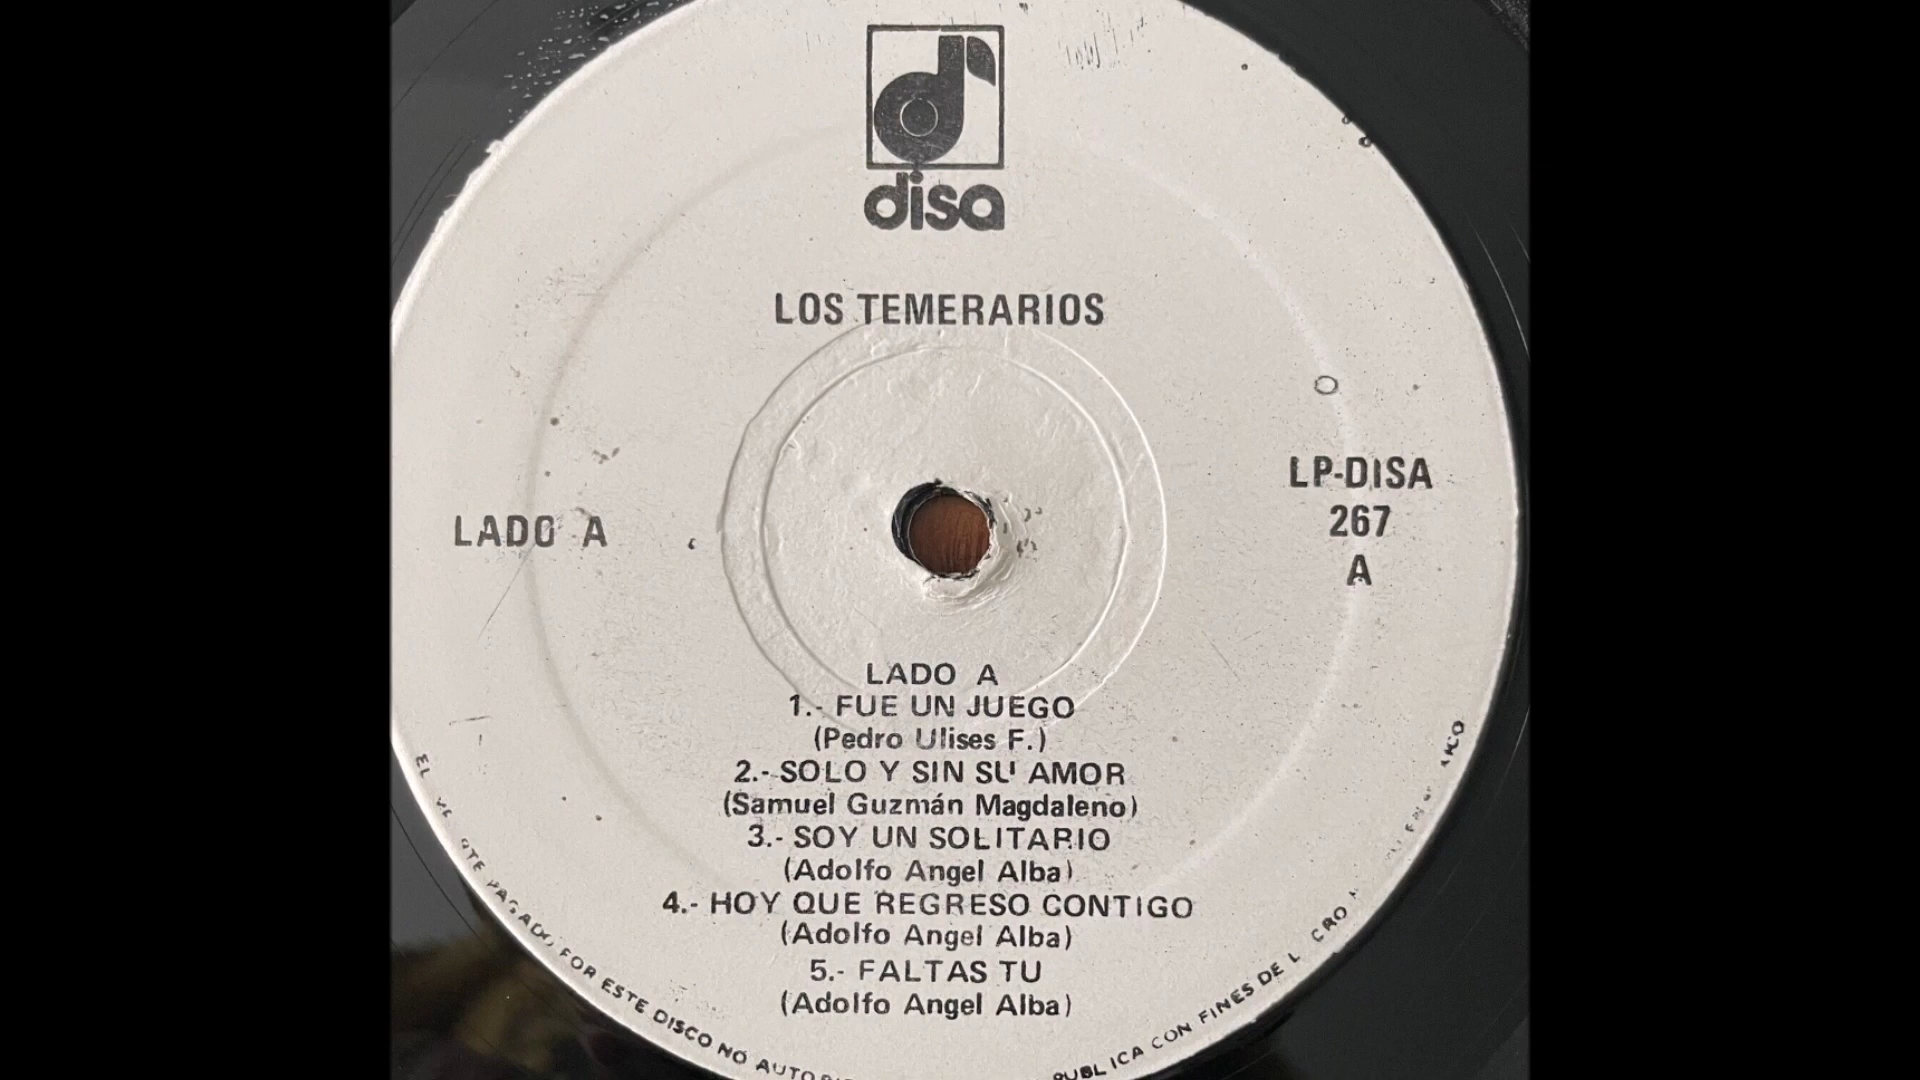 disa
LOS TEMERARIOS
LADO A
LP-DISA
267
A
LADO A
1.- FUE UN JUEGO
(Pedro Ulises F.)
2.- SOLO Y SIN SU AMOR
(Samuel Guzmán Magdaleno)
3.- SOY UN SOLITARIO
(Adolfo Angel Alba)
4.- HOY QUE REGRESO CONTIGO
(Adolfo Angel Alba)
5.- FALTAS TU
(Adolfo Angel Alba)
EL PAGADO POR ESTE DISCO NO
PUBLICA CON FINES DE